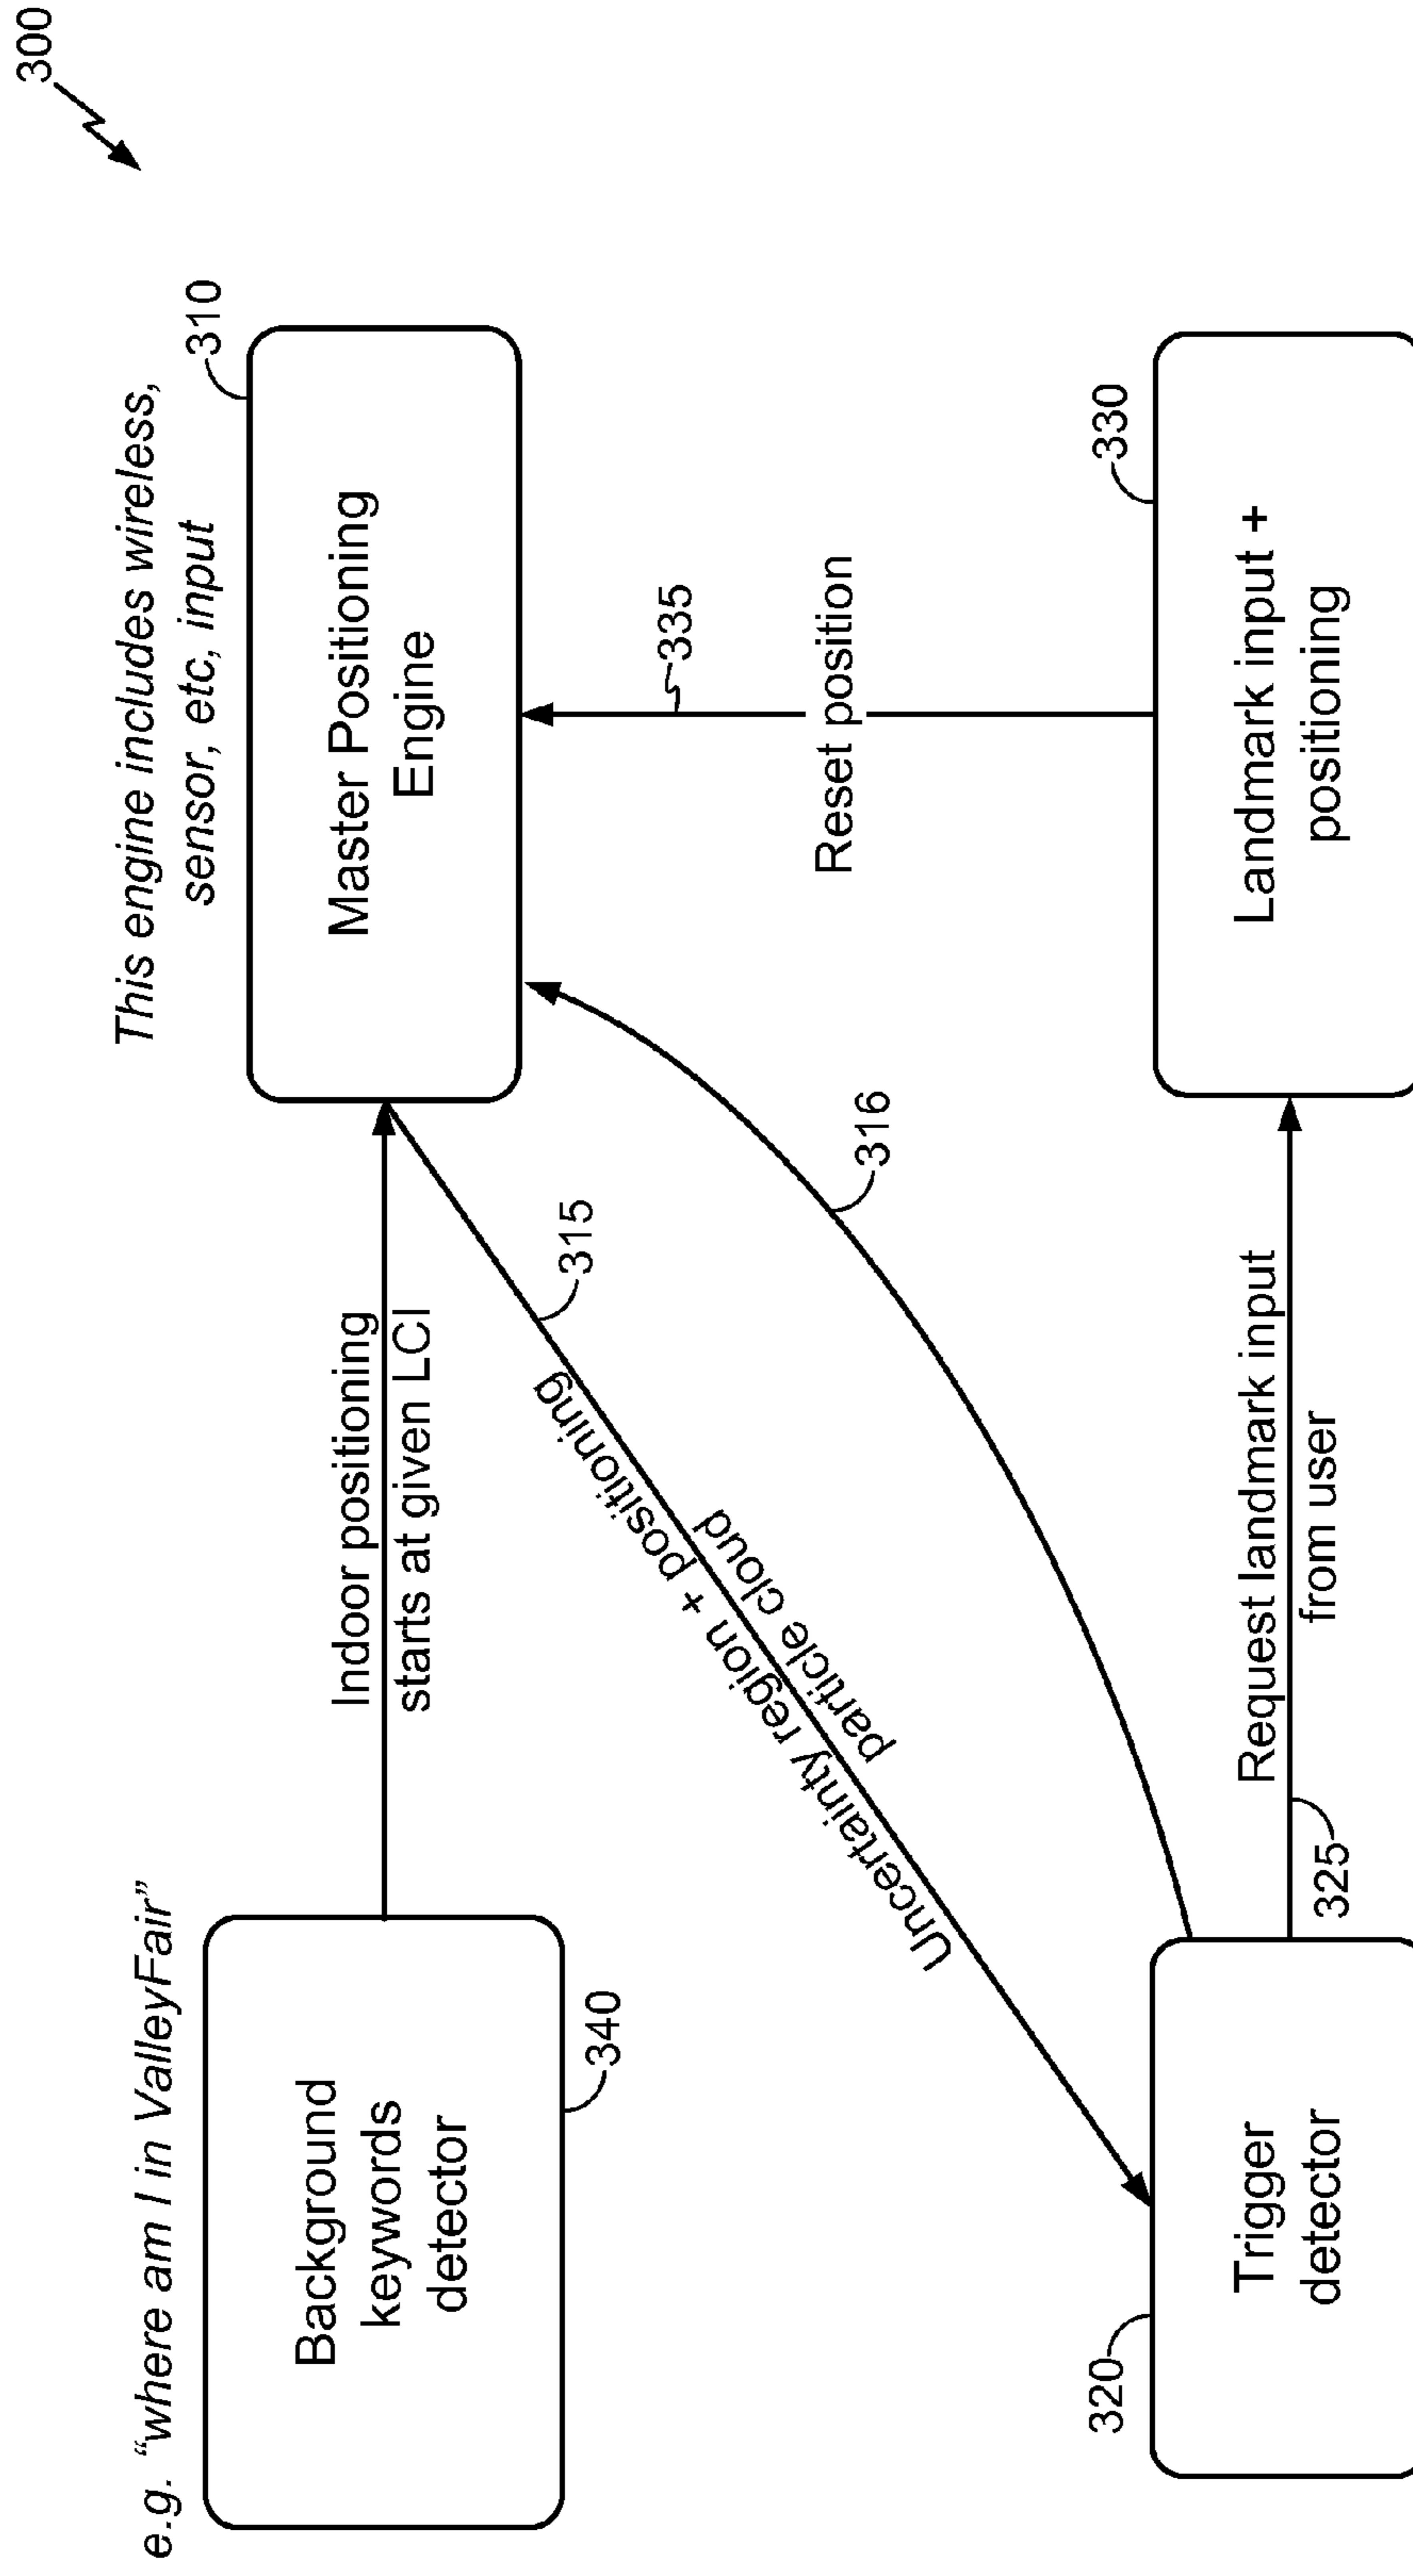 300
e.g. “where am I in ValleyFair”
This engine includes wireless,
sensor, etc, input
310
Background
keywords
detector
340
Indoor positioning
starts at given LCI
Master Positioning
Engine
315
Uncertainty region + positioning
particle cloud
316
335
Reset position
320
Trigger
detector
Request landmark input
from user
325
330
Landmark input +
positioning